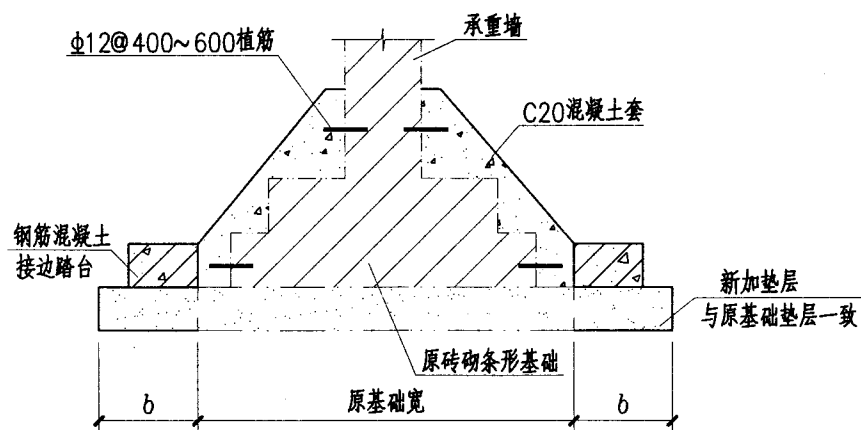 ϕ12@400~600植筋
承重墙
C20混凝土套
钢筋混凝土
接边踏台
新加垫层
与原基础垫层一致
原砖砌条形基础
b
原基础宽
b